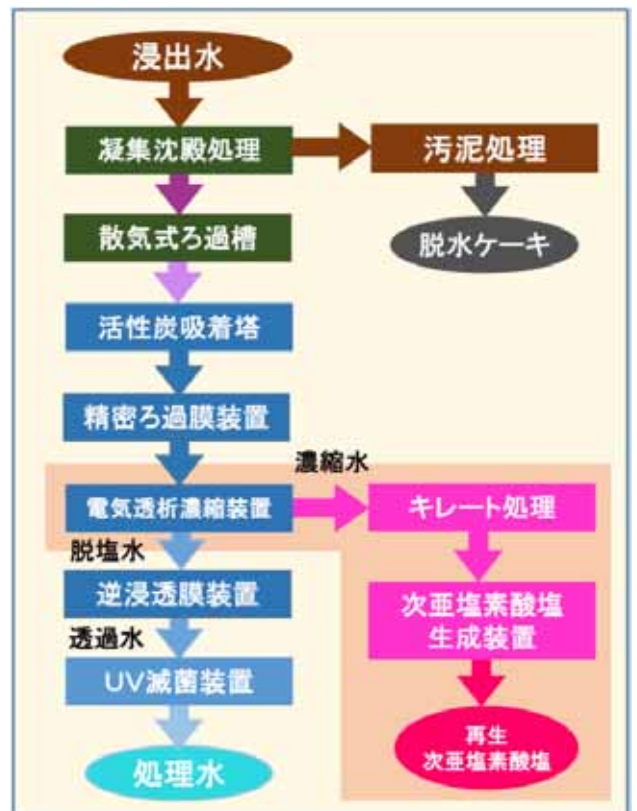 浸出水
凝集沈殿処理
汚泥処理
散気式ろ過槽
脱水ケーキ
活性炭吸着塔
精密ろ過膜装置
濃縮水
電気透析濃縮装置
キレート処理
脱塩水
逆浸透膜装置
次亜塩素酸塩
生成装置
透過水
UV滅菌装置
再生
次亜塩素酸塩
処理水